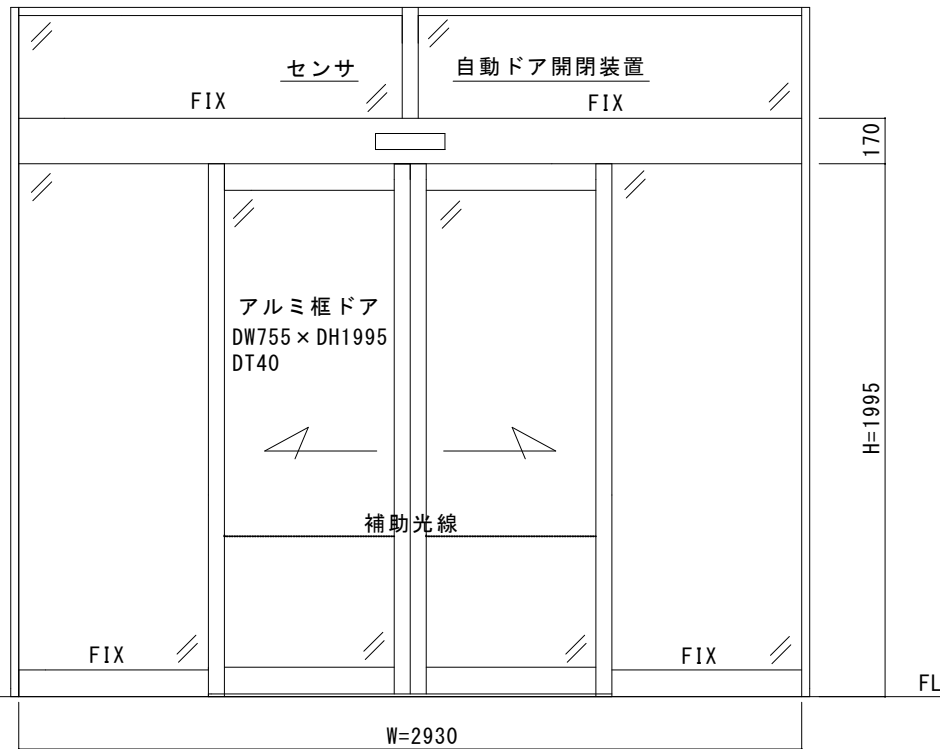 センサ
自動ドア開閉装置
FIX
FIX
170
アルミ框ドア
DW755×DH1995
DT40
H=1995
補助光線
FIX
FIX
FL
W=2930